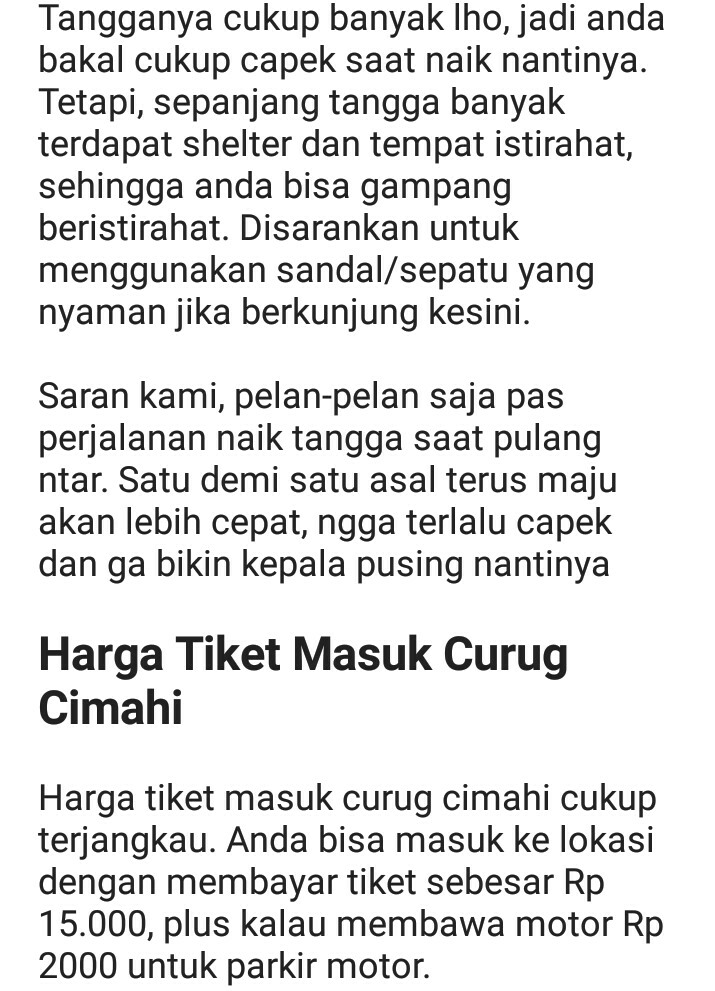 Tangganya cukup banyak lho, jadi anda
bakal cukup capek saat naik nantinya.
Tetapi, sepanjang tangga banyak
terdapat shelter dan tempat istirahat,
sehingga anda bisa gampang
beristirahat. Disarankan untuk
menggunakan sandal/sepatu yang
nyaman jika berkunjung kesini.
Saran kami, pelan-pelan saja pas
perjalanan naik tangga saat pulang
ntar. Satu demi satu asal terus maju
akan lebih cepat, ngga terlalu capek
dan ga bikin kepala pusing nantinya
Harga Tiket Masuk Curug
Cimahi
Harga tiket masuk curug cimahi cukup
terjangkau. Anda bisa masuk ke lokasi
dengan membayar tiket sebesar Rp
15.000, plus kalau membawa motor Rp
2000 untuk parkir motor.